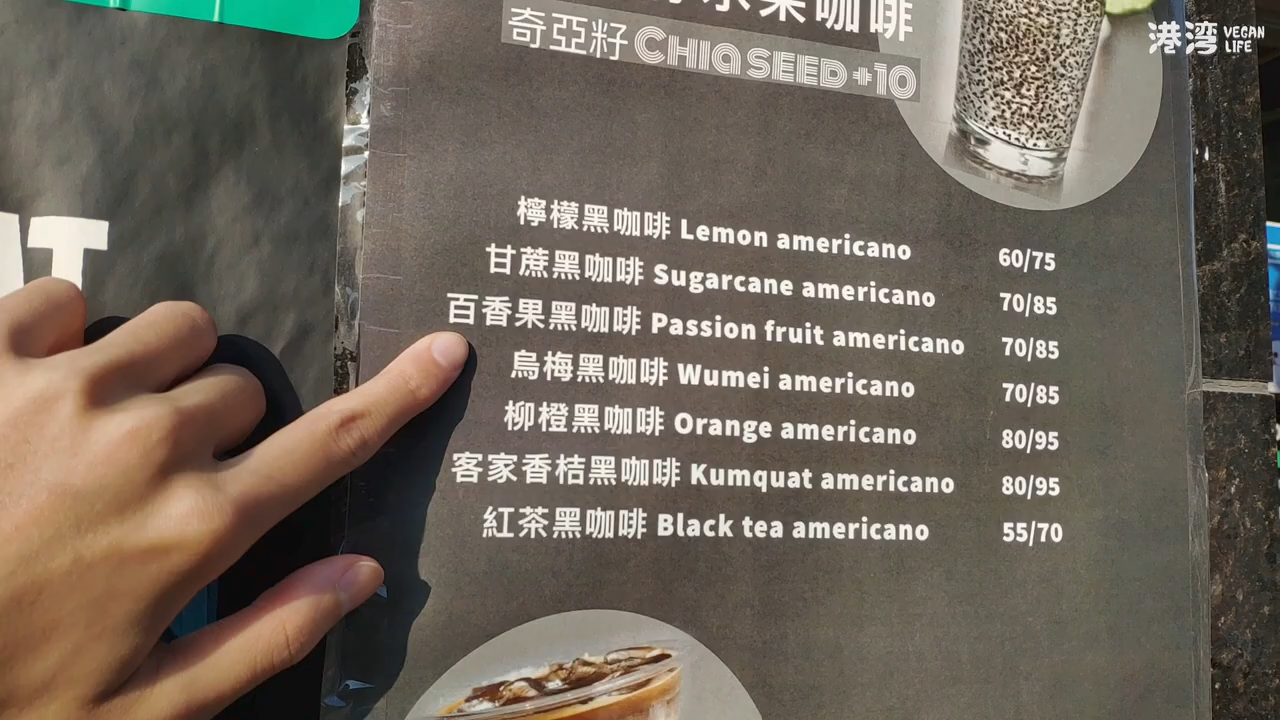 咖啡
奇亞籽 CHIA SEED +10
港湾 VEGAN LIFE
檸檬黑咖啡 Lemon americano 60/75
甘蔗黑咖啡 Sugarcane americano 70/85
百香果黑咖啡 Passion fruit americano 70/85
烏梅黑咖啡 Wumei americano 70/85
柳橙黑咖啡 Orange americano 80/95
客家香桔黑咖啡 Kumquat americano 80/95
紅茶黑咖啡 Black tea americano 55/70